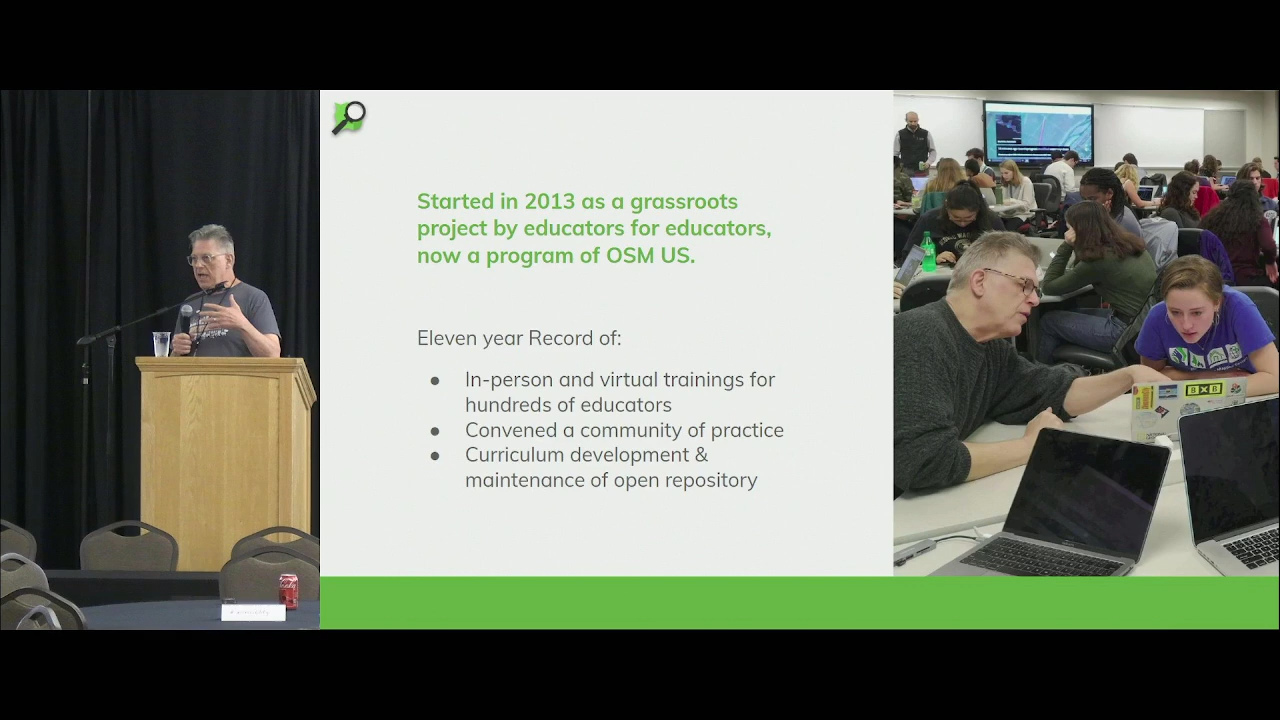 Started in 2013 as a grassroots
project by educators for educators,
now a program of OSM US.
Eleven year Record of:
● In-person and virtual trainings for
hundreds of educators
● Convened a community of practice
● Curriculum development &
maintenance of open repository
BXB